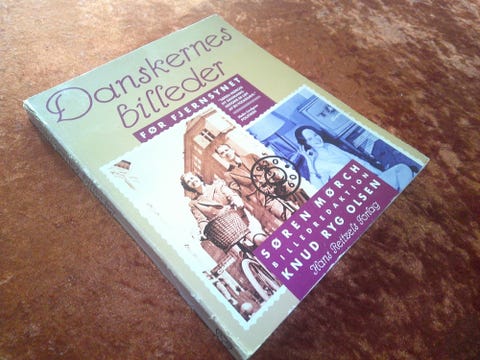 Danskernes
billeder
FØR FJERNSYNET
SØREN MØRCH
BILLEDREDAKTION
KNUD RYG OLSEN
Hans Reitzels Forlag